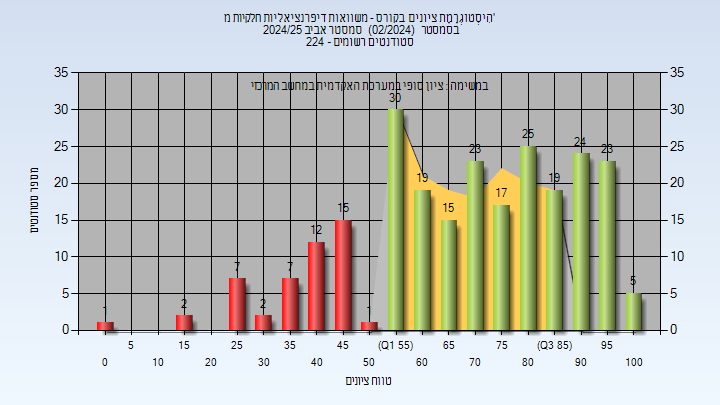 היסטוגרמת ציונים בקורס - משוואות דיפרנציאליות חלקיות מ'
בסמסטר (02/2024) סמסטר אביב 2024/25
סטודנטים רשומים - 224
במשימה: ציון סופי במערכת האקדמית במחשב המרכזי
מספר סטודנטים
35 35
30 30
25 25
20 20
15 15
10 10
5 5
0 0
1 2 7 2 7 12 15 1 30 19 15 23 17 25 19 24 23 5
5 15 25 35 45 (Q1 55) 65 75 (Q3 85) 95
0 10 20 30 40 50 60 70 80 90 100
טווח ציונים